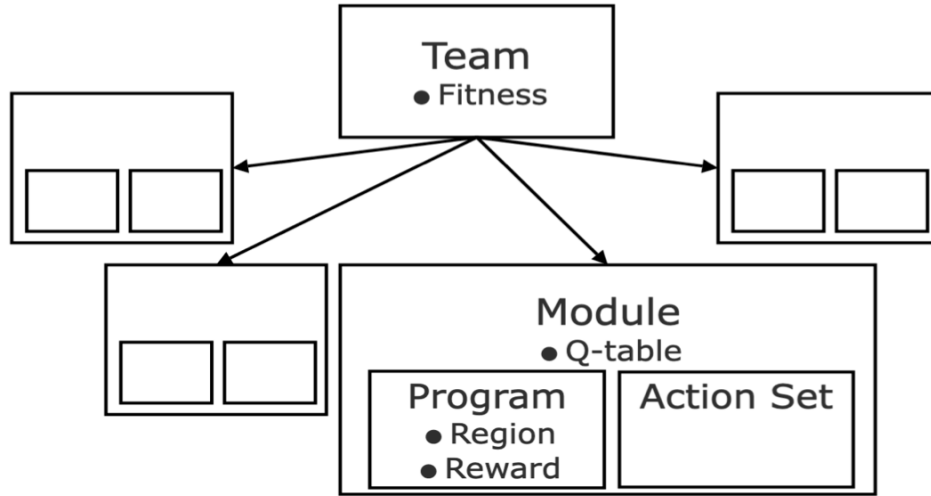 Team
• Fitness
Module
• Q-table
Program
• Region
• Reward
Action Set